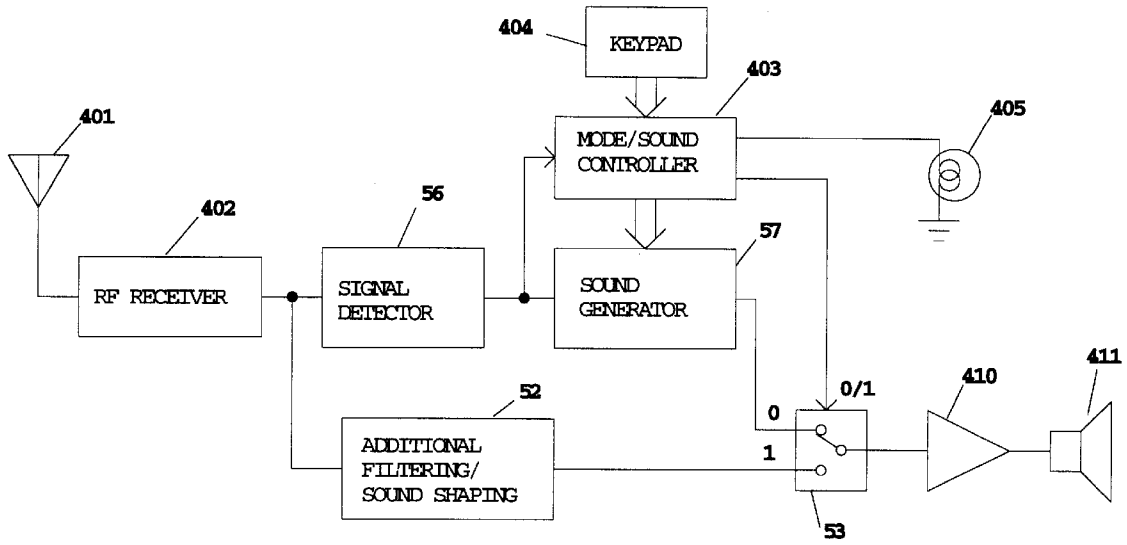 404
KEYPAD
403
401
MODE/SOUND
CONTROLLER
405
56
402
57
RF RECEIVER
SIGNAL
DETECTOR
SOUND
GENERATOR
52
0/1
410
411
0
ADDITIONAL
FILTERING/
SOUND SHAPING
1
53